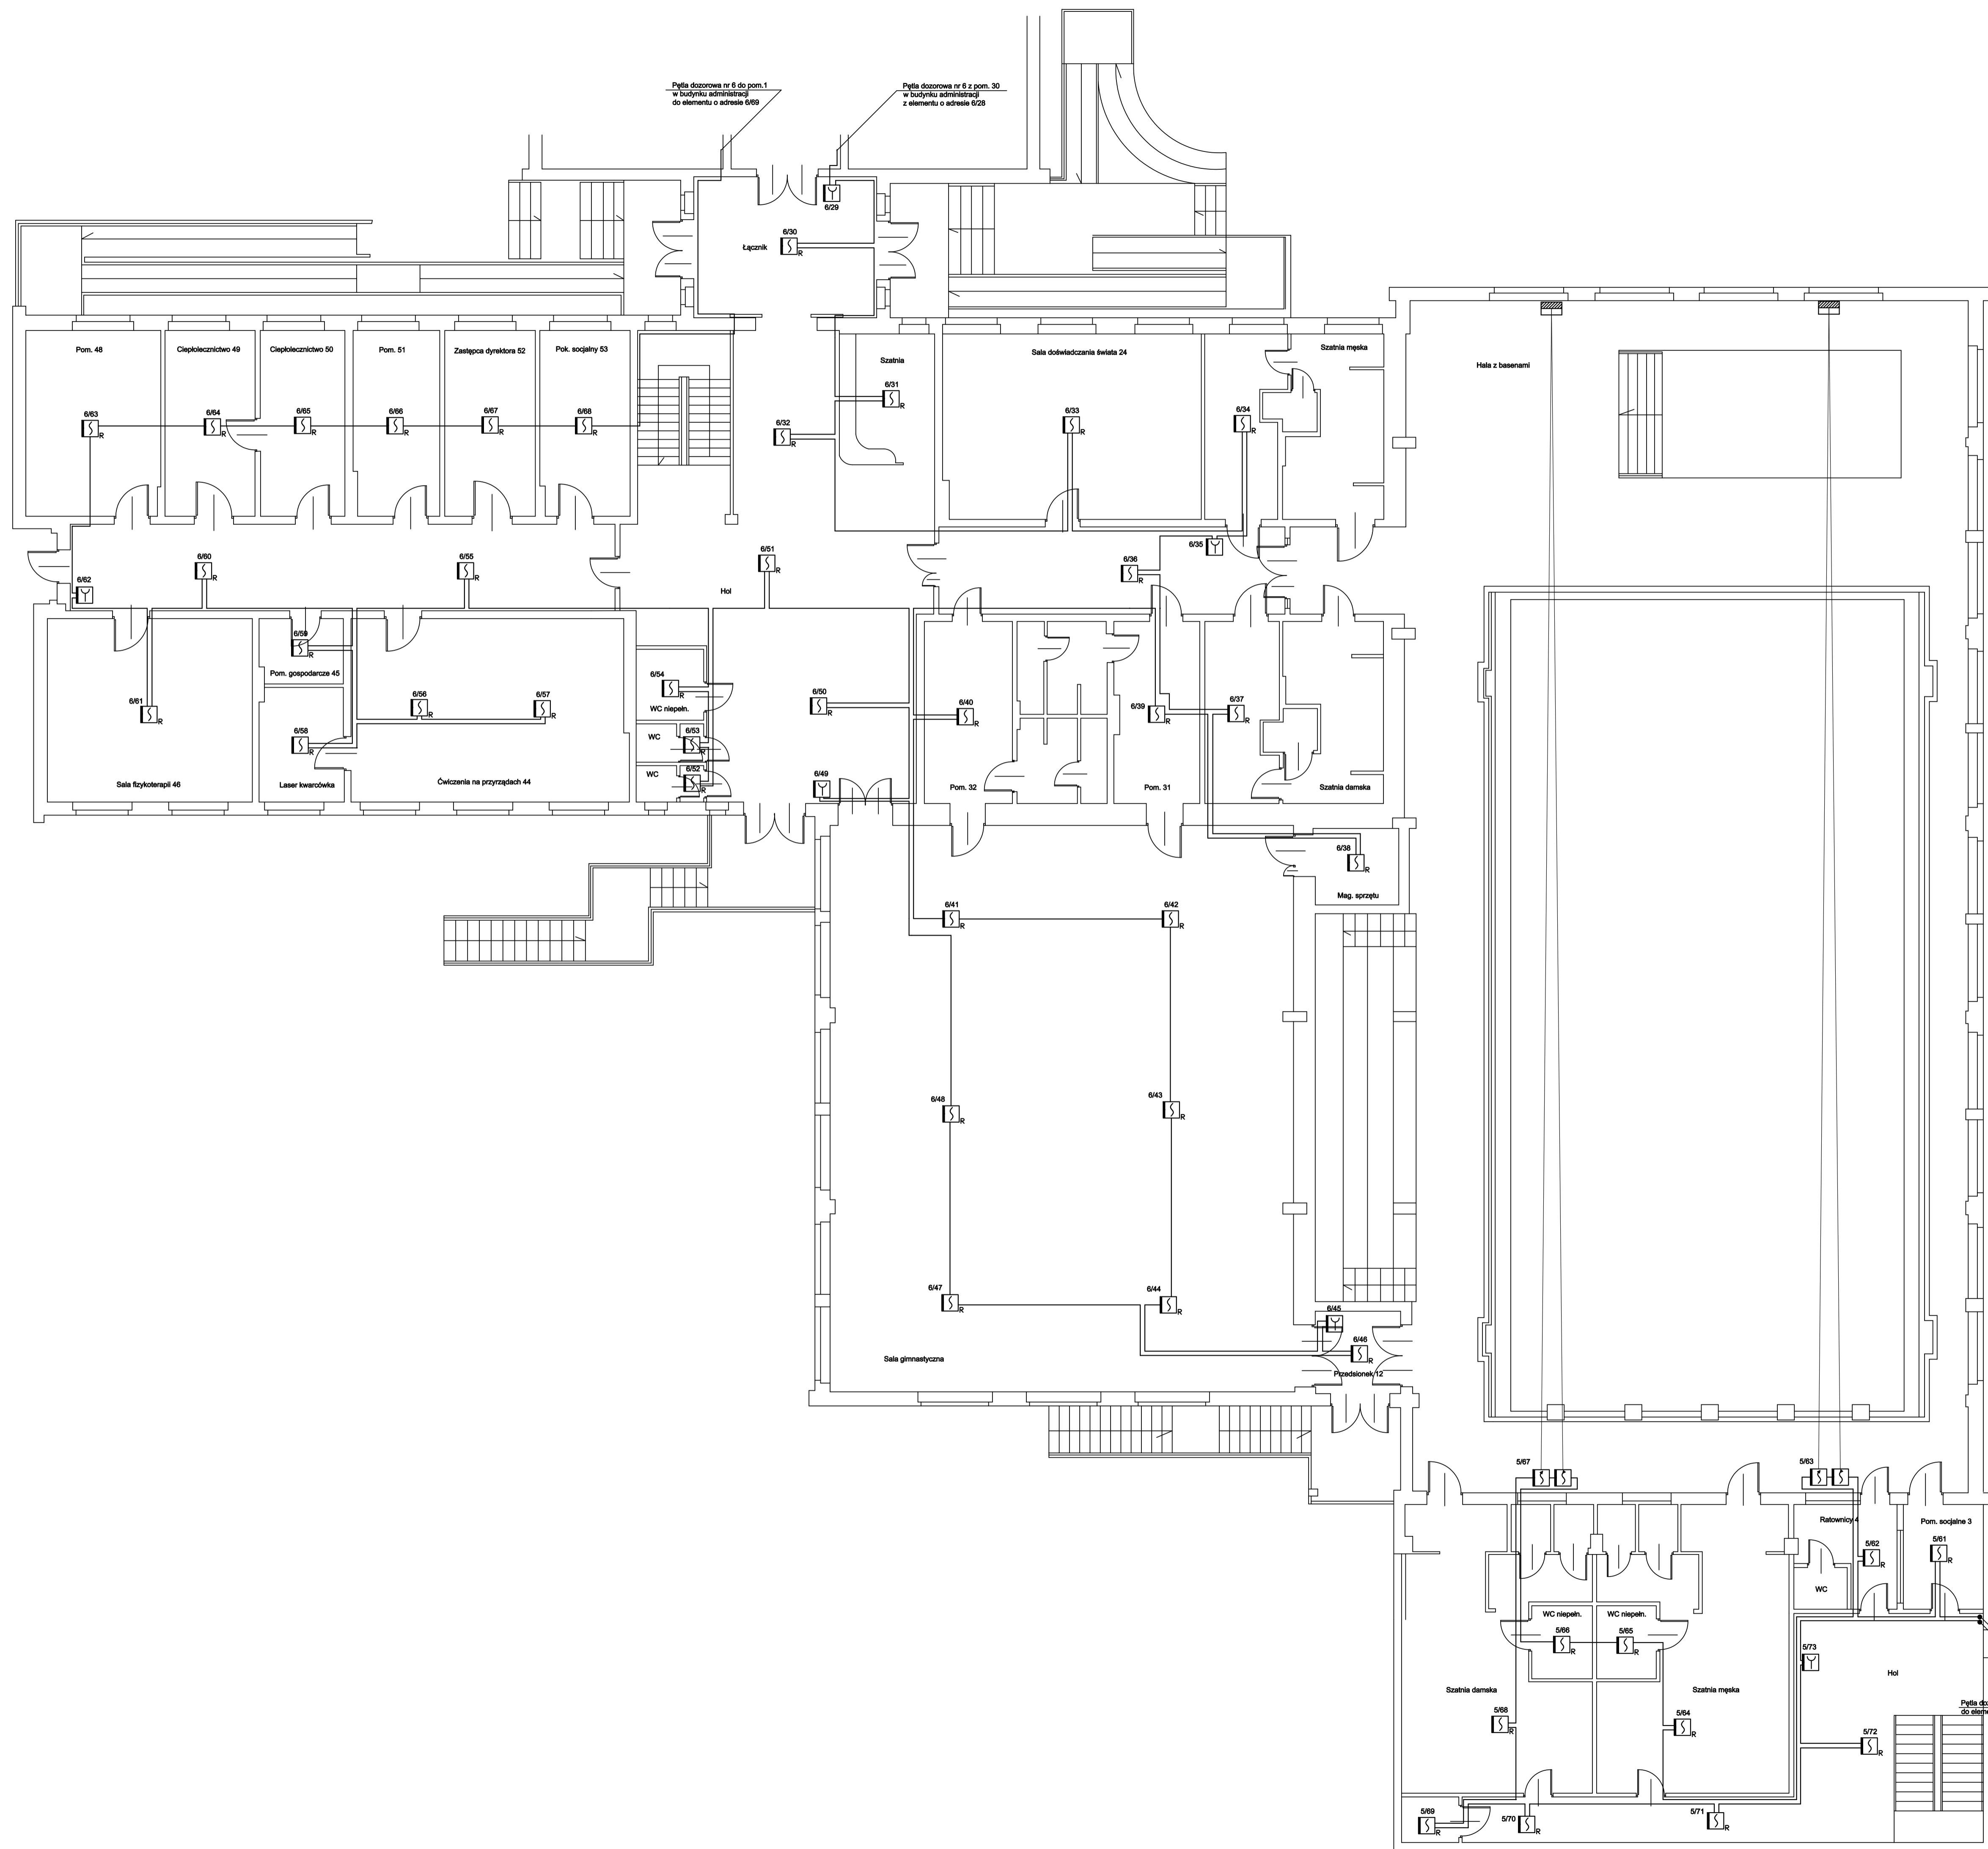 Pętla dozorowa nr 6 do pom.1
w budynku administracji
do elementu o adresie 6/69
Pętla dozorowa nr 6 z pom. 30
w budynku administracji
z elementu o adresie 6/28
6/29
Łącznik
6/30
R
Pom. 48
Ciepłolecznictwo 49
Ciepłolecznictwo 50
Pom. 51
Zastępca dyrektora 52
Pok. socjalny 53
Szatnia
Sala doświadczania świata 24
Szatnia męska
Hala z basenami
6/63
R
6/64
R
6/65
R
6/66
R
6/67
R
6/68
R
6/32
R
6/31
R
6/33
R
6/34
R
6/62
6/60
R
6/55
R
6/51
R
Hol
6/36
R
6/35
6/59
R
Pom. gospodarcze 45
6/61
R
6/58
R
6/56
R
6/57
R
6/54
R
WC niepełn.
WC
6/53
R
WC
6/52
R
6/50
R
6/49
6/40
R
6/39
R
6/37
R
Sala fizykoterapii 46
Laser kwarcówka
Ćwiczenia na przyrządach 44
Pom. 32
Pom. 31
Szatnia damska
6/38
R
Mag. sprzętu
6/41
R
6/42
R
6/48
R
6/43
R
6/47
R
6/44
R
6/45
6/46
R
Sala gimnastyczna
Przedsionek 12
5/67
5/63
Ratownicy 4
Pom. socjalne 3
5/62
R
5/61
R
WC
WC niepełn.
WC niepełn.
5/66
R
5/65
R
5/73
Hol
Szatnia damska
Szatnia męska
5/68
R
5/64
R
Pętla
do
5/72
R
5/69
R
5/70
R
5/71
R